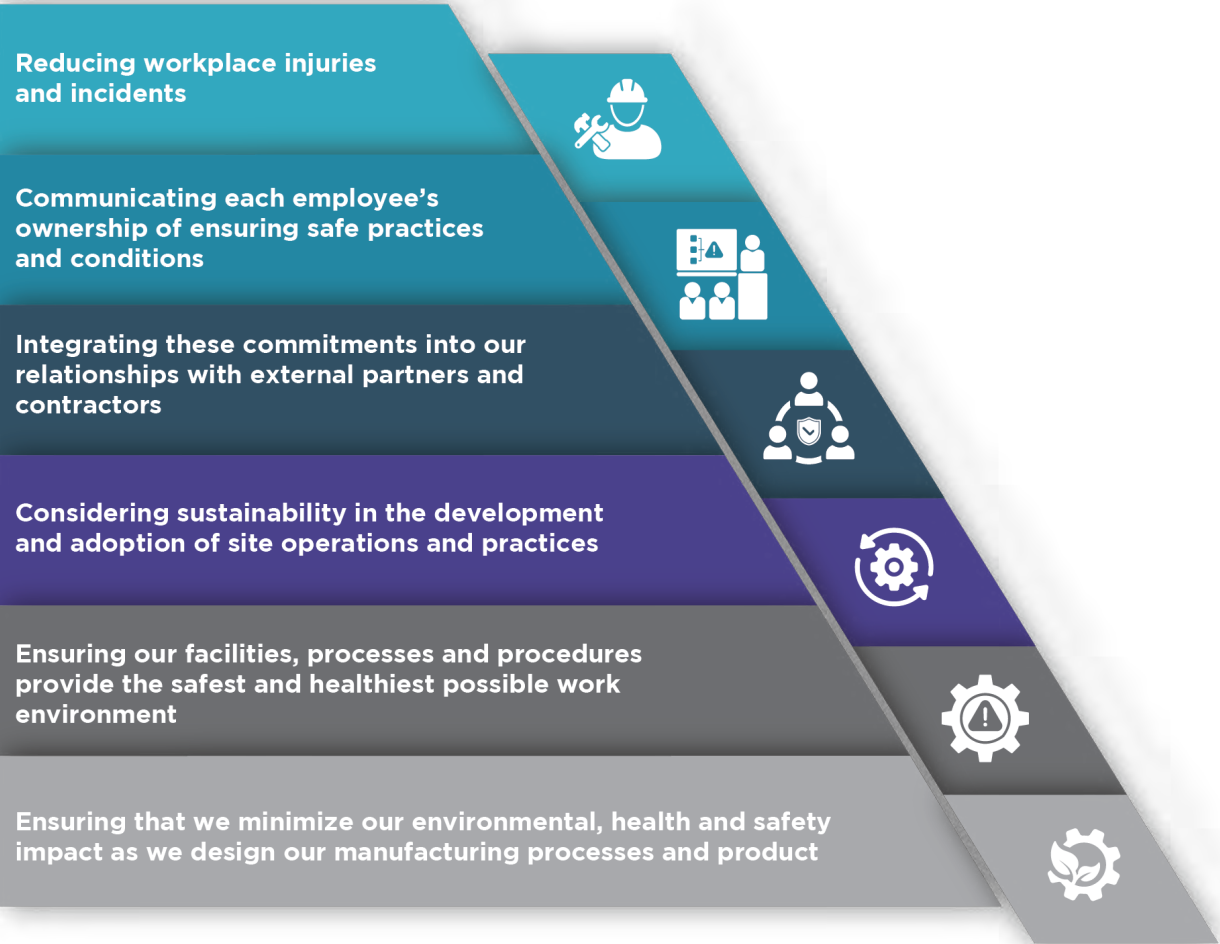 Reducing workplace injuries
and incidents
Communicating each employee’s
ownership of ensuring safe practices
and conditions
Integrating these commitments into our
relationships with external partners and
contractors
Considering sustainability in the development
and adoption of site operations and practices
Ensuring our facilities, processes and procedures
provide the safest and healthiest possible work
environment
Ensuring that we minimize our environmental, health and safety
impact as we design our manufacturing processes and product